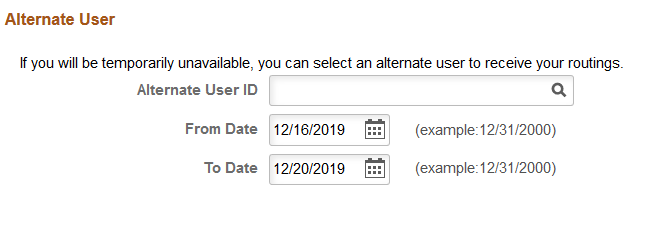 Alternate User
If you will be temporarily unavailable, you can select an alternate user to receive your routings.
Alternate User ID
From Date 12/16/2019 (example:12/31/2000)
To Date 12/20/2019 (example:12/31/2000)